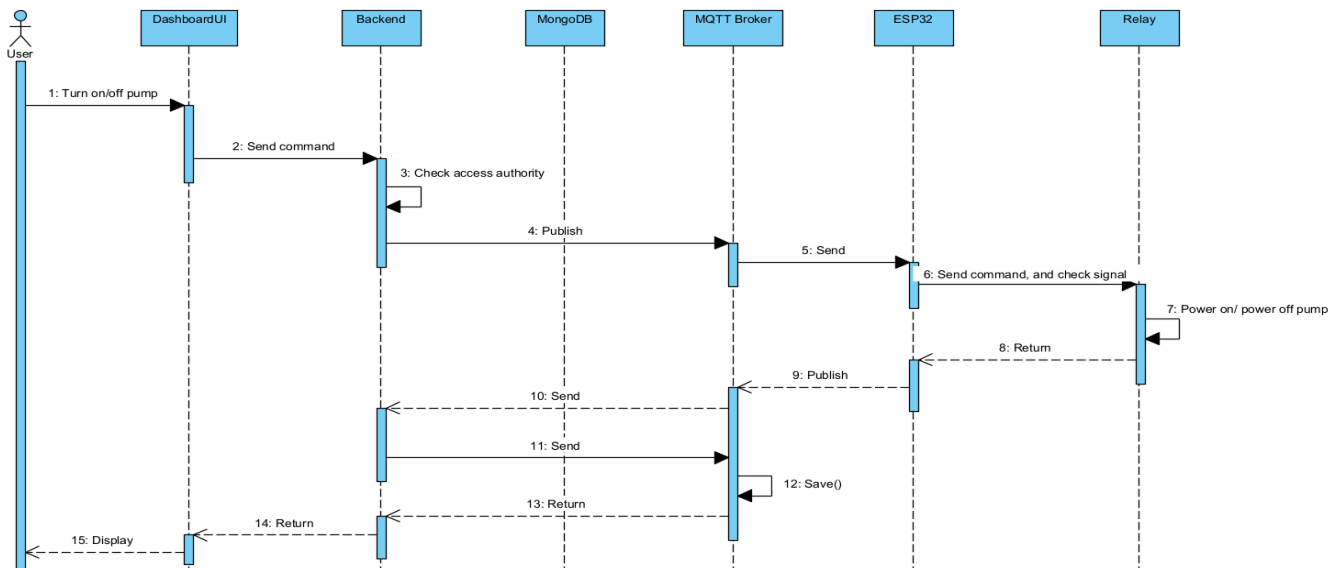 DashboardUI
Backend
MongoDB
MQTT Broker
ESP32
Relay
User
1: Turn on/off pump
2: Send command
3: Check access authority
4: Publish
5: Send
6: Send command, and check signal
7: Power on/ power off pump
8: Return
9: Publish
10: Send
11: Send
12: Save()
13: Return
14: Return
15: Display